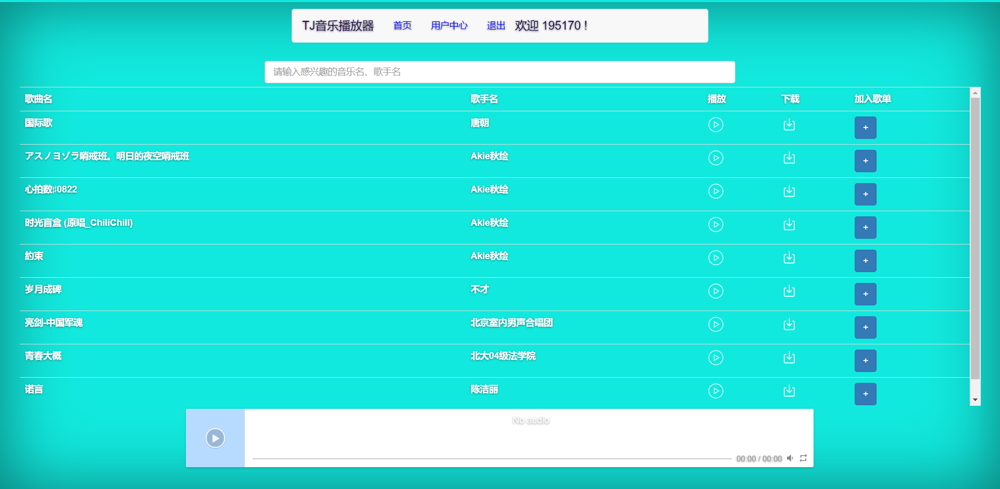 TJ音乐播放器 首页 用户中心 退出 欢迎 195170 !
请输入感兴趣的音乐名、歌手名
歌曲名 歌手名 播放 下载 加入歌单
国际歌 唐朝 +
アスノヨゾラ哨戒班。明日的夜空哨戒班 Akie秋绘 +
心拍数♯0822 Akie秋绘 +
时光盲盒 (原唱_ChiliChill) Akie秋绘 +
約束 Akie秋绘 +
岁月成碑 不才 +
亮剑-中国军魂 北京室内男声合唱团 +
青春大概 北大04级法学院 +
诺言 陈洁丽 +
No audio
00:00 / 00:00